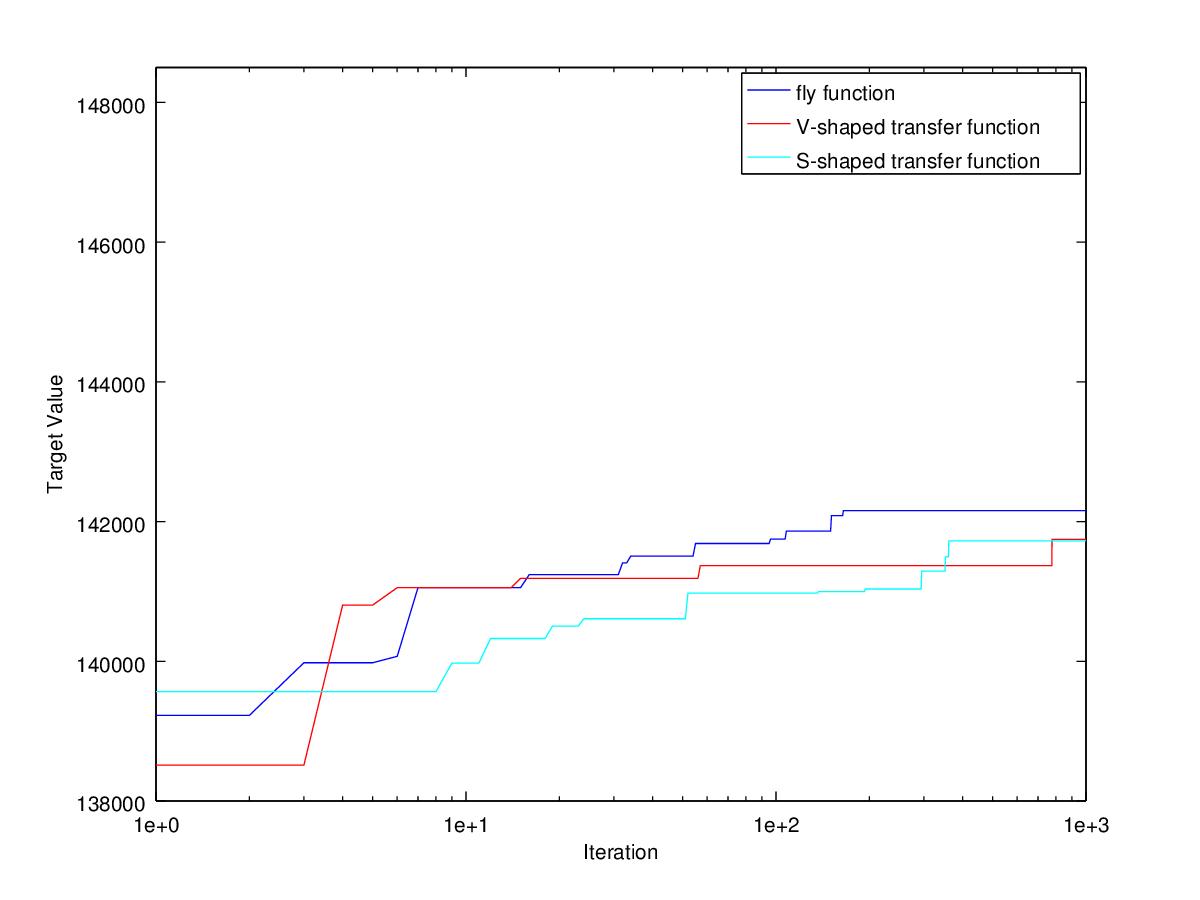 148000
146000
144000
142000
140000
138000
Target Value
1e+0
1e+1
1e+2
1e+3
Iteration
fly function
V-shaped transfer function
S-shaped transfer function